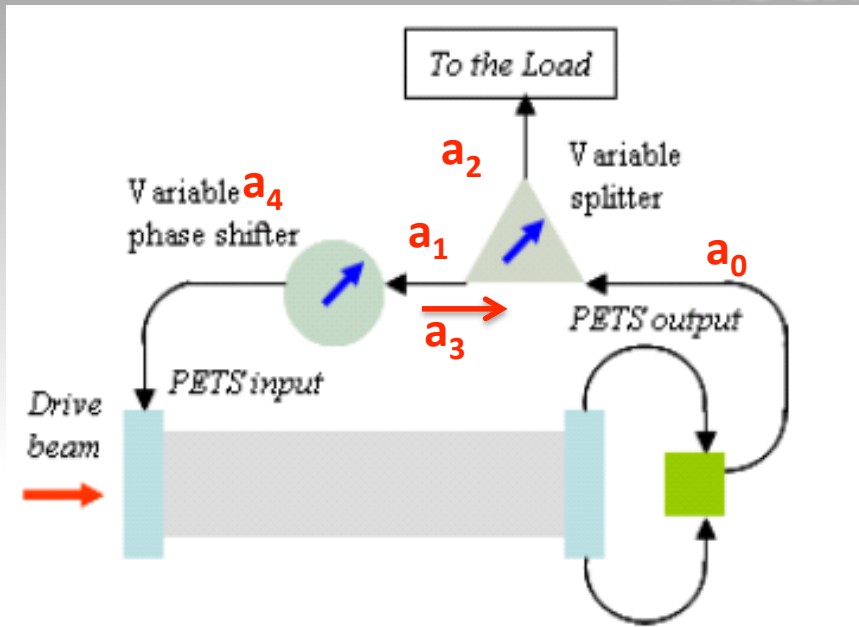 To the Load
a2
Variable
splitter
Variable a4
phase shifter
a1
a0
a3
PETS output
PETS input
Drive
beam